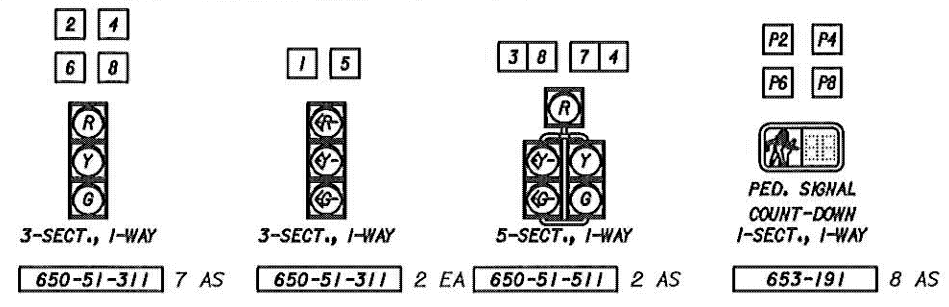 2 4
6 8
R
Y
G
3-SECT., 1-WAY
650-51-311 7 AS
1 5
<R-
<Y-
<G-
3-SECT., 1-WAY
650-51-311 2 EA
3 8 7 4
R
<Y- Y
<G- G
5-SECT., 1-WAY
650-51-511 2 AS
P2 P4
P6 P8
PED. SIGNAL
COUNT-DOWN
1-SECT., 1-WAY
653-191 8 AS